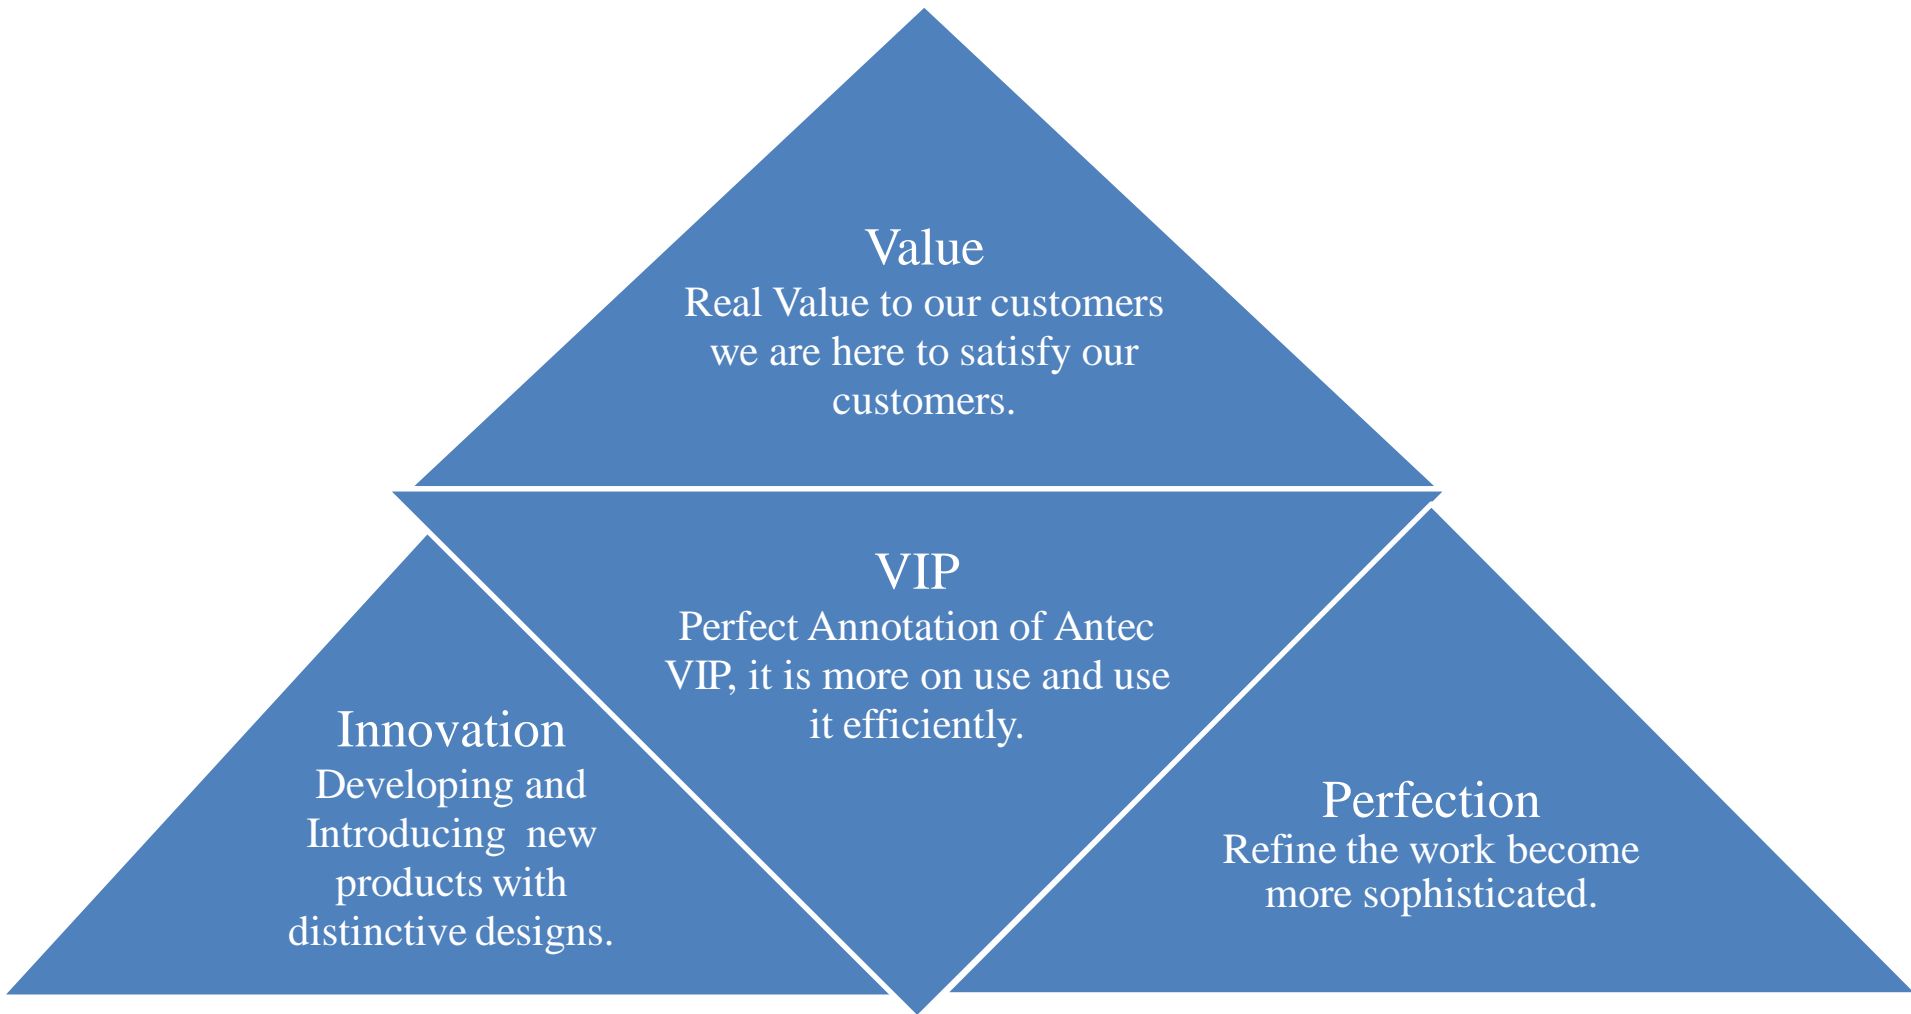 Value
Real Value to our customers
we are here to satisfy our
customers.
VIP
Perfect Annotation of Antec
VIP, it is more on use and use
it efficiently.
Innovation
Developing and
Introducing  new
products with
distinctive designs.
Perfection
Refine the work become
more sophisticated.